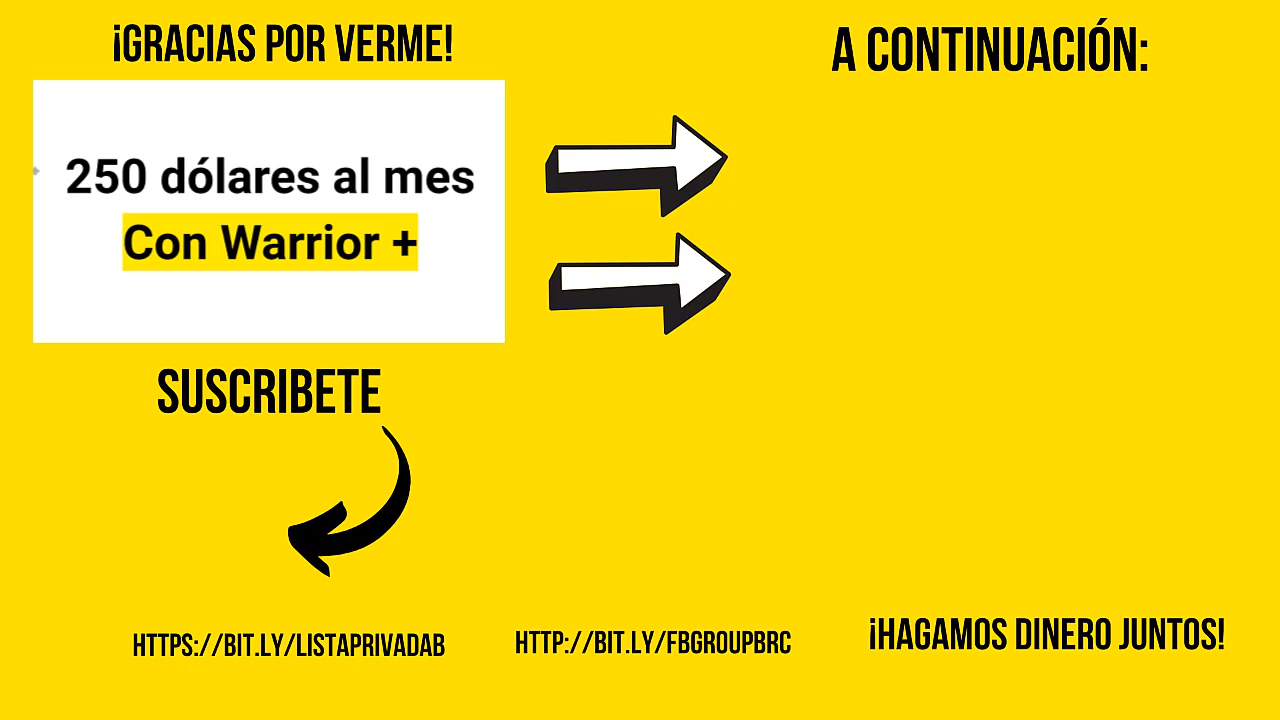 ¡GRACIAS POR VERME!
250 dólares al mes
Con Warrior +
SUSCRIBETE
A CONTINUACIÓN:
HTTPS://BIT.LY/LISTAPRIVADAB
HTTP://BIT.LY/FBGROUPBRC
¡HAGAMOS DINERO JUNTOS!